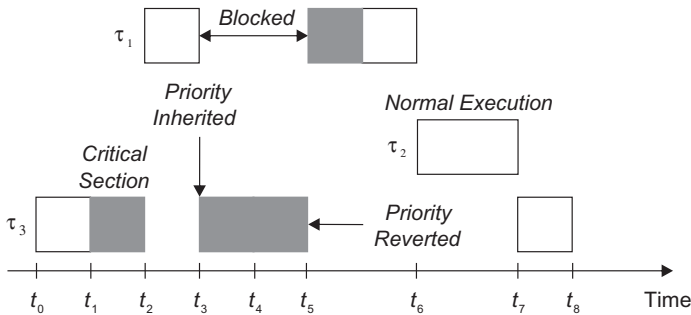 τ1
Blocked
Priority
Inherited
Normal Execution
τ2
Critical
Section
τ3
Priority
Reverted
t0 t1 t2 t3 t4 t5 t6 t7 t8 Time